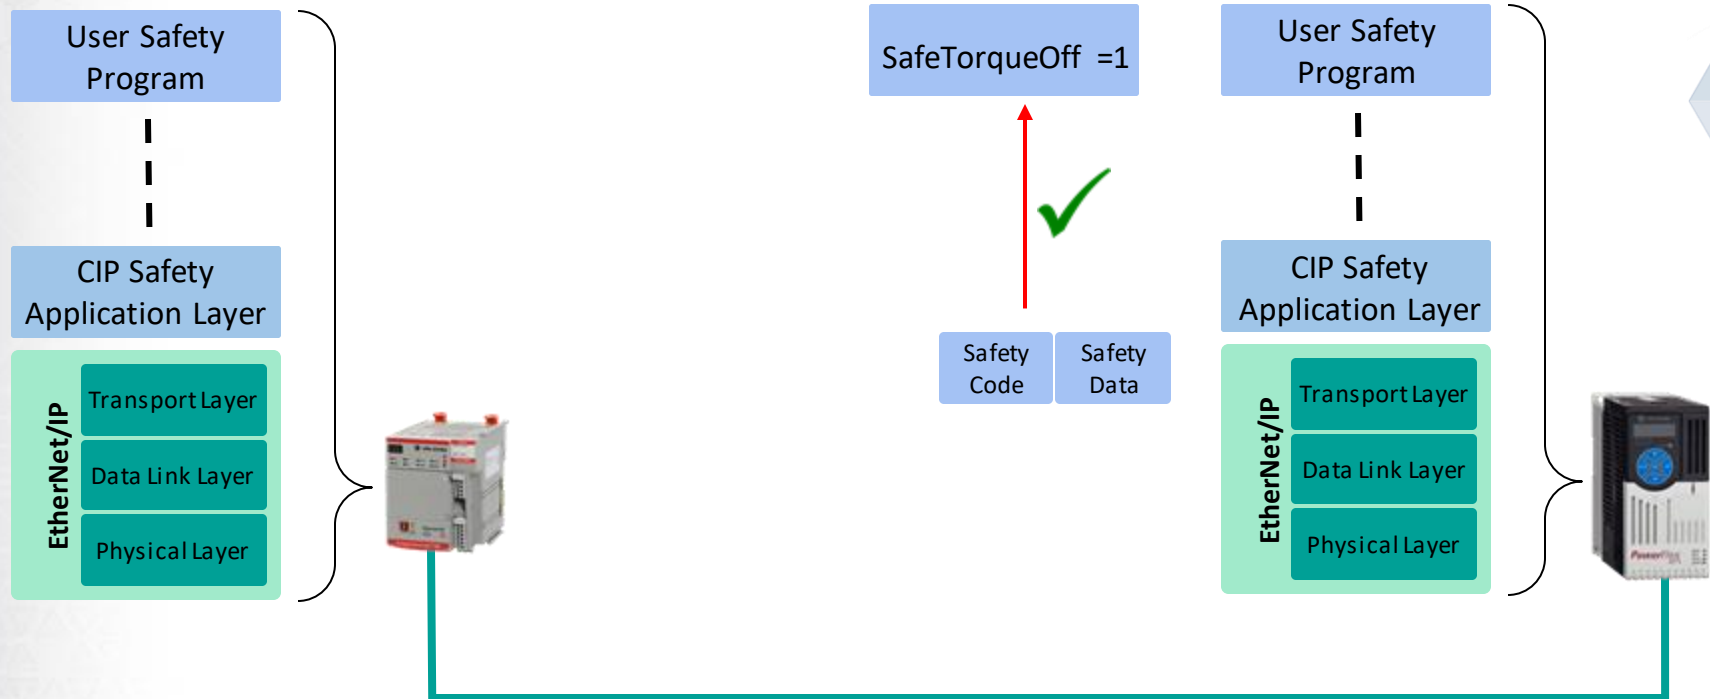 User Safety
Program
CIP Safety
Application Layer
EtherNet/IP
Transport Layer
Data Link Layer
Physical Layer
SafeTorqueOff =1
Safety
Code
Safety
Data
User Safety
Program
CIP Safety
Application Layer
EtherNet/IP
Transport Layer
Data Link Layer
Physical Layer
PowerFlex